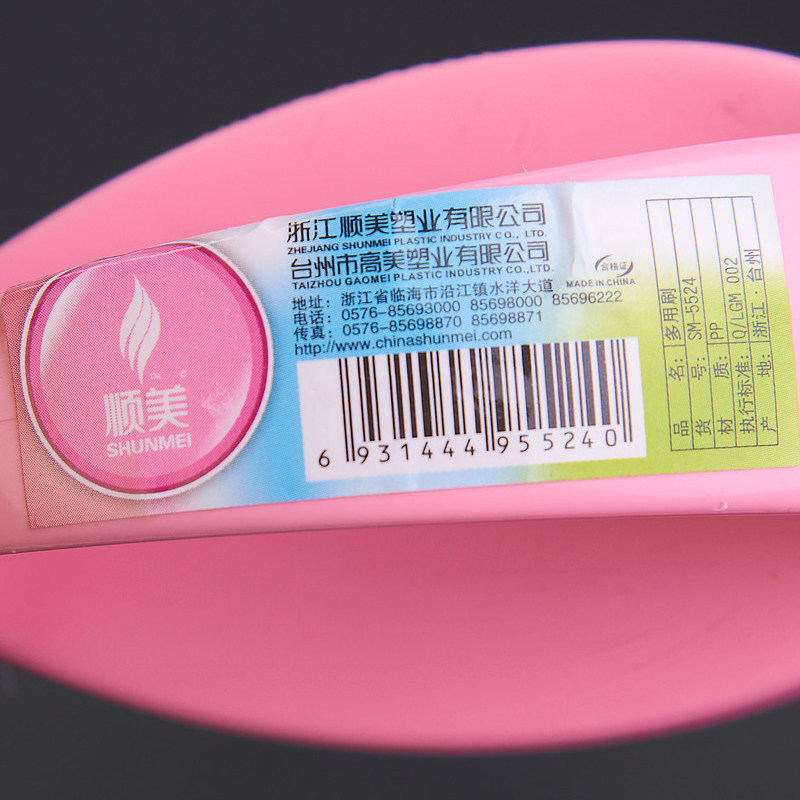 浙江顺美塑业有限公司
ZHEJIANG SHUNMEI PLASTIC INDUSTRY CO., LTD.
台州市高美塑业有限公司
TAIZHOU GAOMEI PLASTIC INDUSTRY CO., LTD.
地址：浙江省临海市沿江镇水洋大道
电话：0576-85693000 85698000 85696222
传真：0576-85698870 85698871
http://www.chinashunmei.com
合格证
MADE IN CHINA
顺美
TM ®
SHUNMEI
6 931444 955240
品名：多用刷
货号：SM-5524
材质：PP
执行标准：Q/LGM 002
产地：浙江·台州